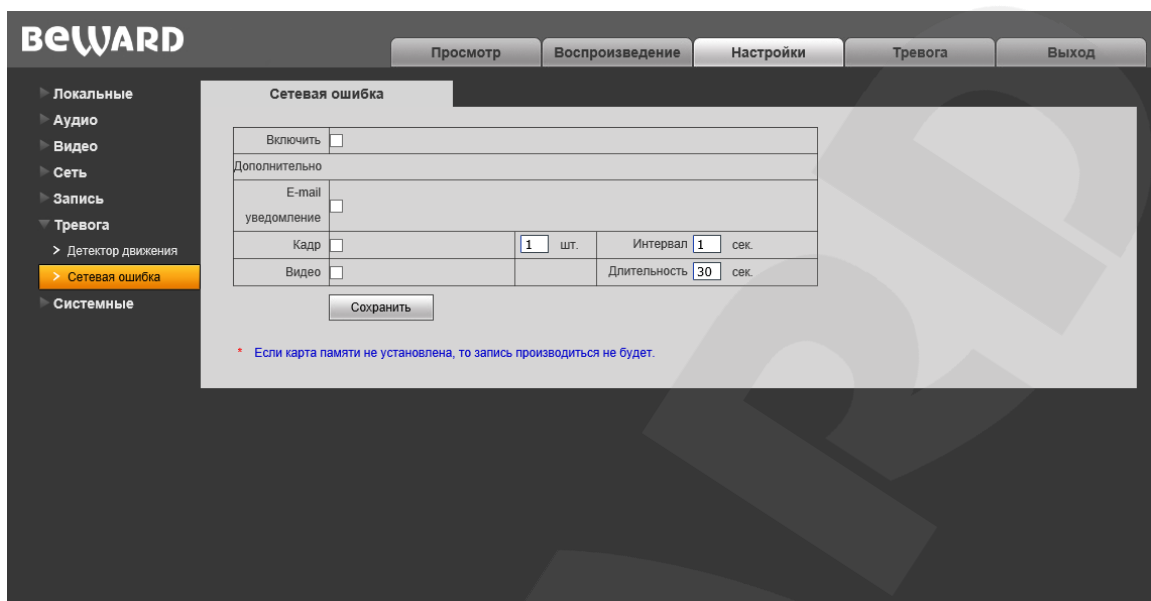 BEWARD
Просмотр Воспроизведение Настройки Тревога Выход
Локальные
Аудио
Видео
Сеть
Запись
Тревога
> Детектор движения
> Сетевая ошибка
Системные
Сетевая ошибка
Включить
Дополнительно
E-mail
уведомление
Кадр 1 шт. Интервал 1 сек.
Видео Длительность 30 сек.
Сохранить
* Если карта памяти не установлена, то запись производиться не будет.